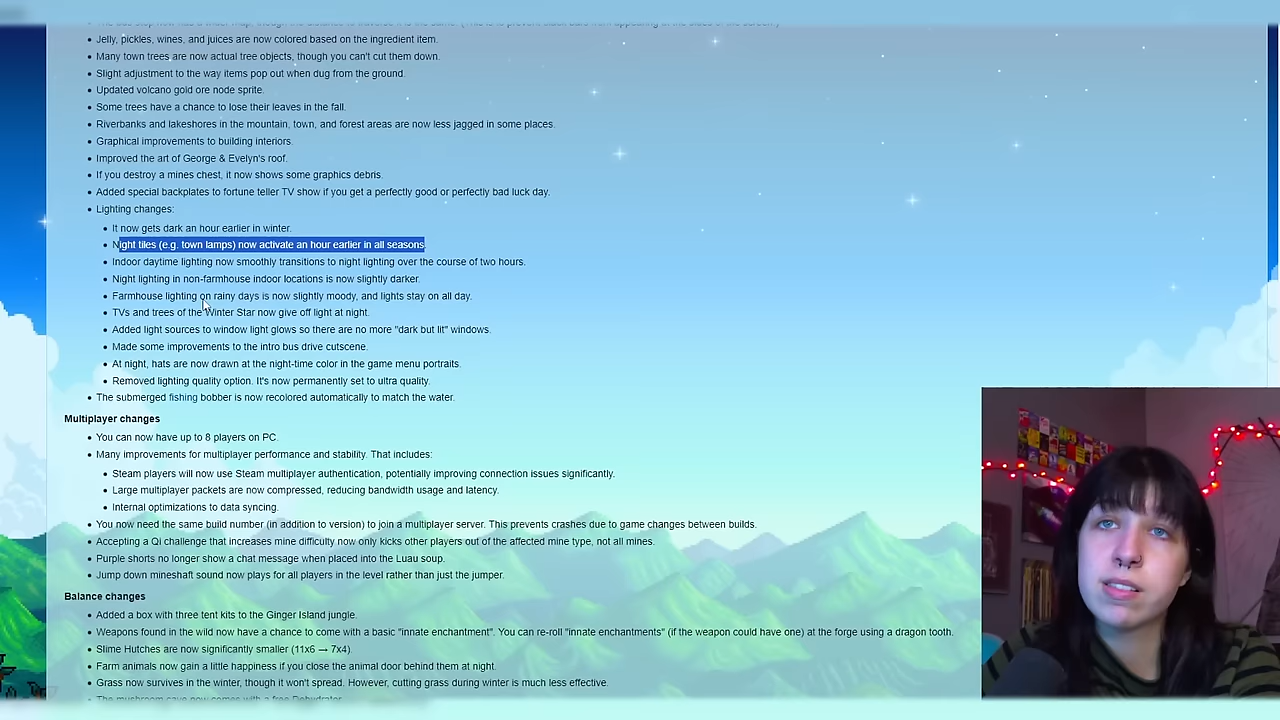 Jelly, pickles, wines, and juices are now colored based on the ingredient item.
Many town trees are now actual tree objects, though you can't cut them down.
Slight adjustment to the way items pop out when dug from the ground.
Updated volcano gold ore node sprite.
Some trees have a chance to lose their leaves in the fall.
Riverbanks and lakeshores in the mountain, town, and forest areas are now less jagged in some places.
Graphical improvements to building interiors.
Improved the art of George & Evelyn's roof.
If you destroy a mines chest, it now shows some graphics debris.
Added special backplates to fortune teller TV show if you get a perfectly good or perfectly bad luck day.
Lighting changes:
It now gets dark an hour earlier in winter.
Night tiles (e.g. town lamps) now activate an hour earlier in all seasons.
Indoor daytime lighting now smoothly transitions to night lighting over the course of two hours.
Night lighting in non-farmhouse indoor locations is now slightly darker.
Farmhouse lighting on rainy days is now slightly moody, and lights stay on all day.
TVs and trees of the Winter Star now give off light at night.
Added light sources to window light glows so there are no more "dark but lit" windows.
Made some improvements to the intro bus drive cutscene.
At night, hats are now drawn at the night-time color in the game menu portraits.
Removed lighting quality option. It's now permanently set to ultra quality.
The submerged fishing bobber is now recolored automatically to match the water.
Multiplayer changes
You can now have up to 8 players on PC.
Many improvements for multiplayer performance and stability. That includes:
Steam players will now use Steam multiplayer authentication, potentially improving connection issues significantly.
Large multiplayer packets are now compressed, reducing bandwidth usage and latency.
Internal optimizations to data syncing.
You now need the same build number (in addition to version) to join a multiplayer server. This prevents crashes due to game changes between builds.
Accepting a Qi challenge that increases mine difficulty now only kicks other players out of the affected mine type, not all mines.
Purple shorts no longer show a chat message when placed into the Luau soup.
Jump down mineshaft sound now plays for all players in the level rather than just the jumper.
Balance changes
Added a box with three tent kits to the Ginger Island jungle.
Weapons found in the wild now have a chance to come with a basic "innate enchantment". You can re-roll "innate enchantments" (if the weapon could have one) at the forge using a dragon tooth.
Slime Hutches are now significantly smaller (11x6 → 7x4).
Farm animals now gain a little happiness if you close the animal door behind them at night.
Grass now survives in the winter, though it won't spread. However, cutting grass during winter is much less effective.
The mushroom cave now comes with a free Dehydrator.